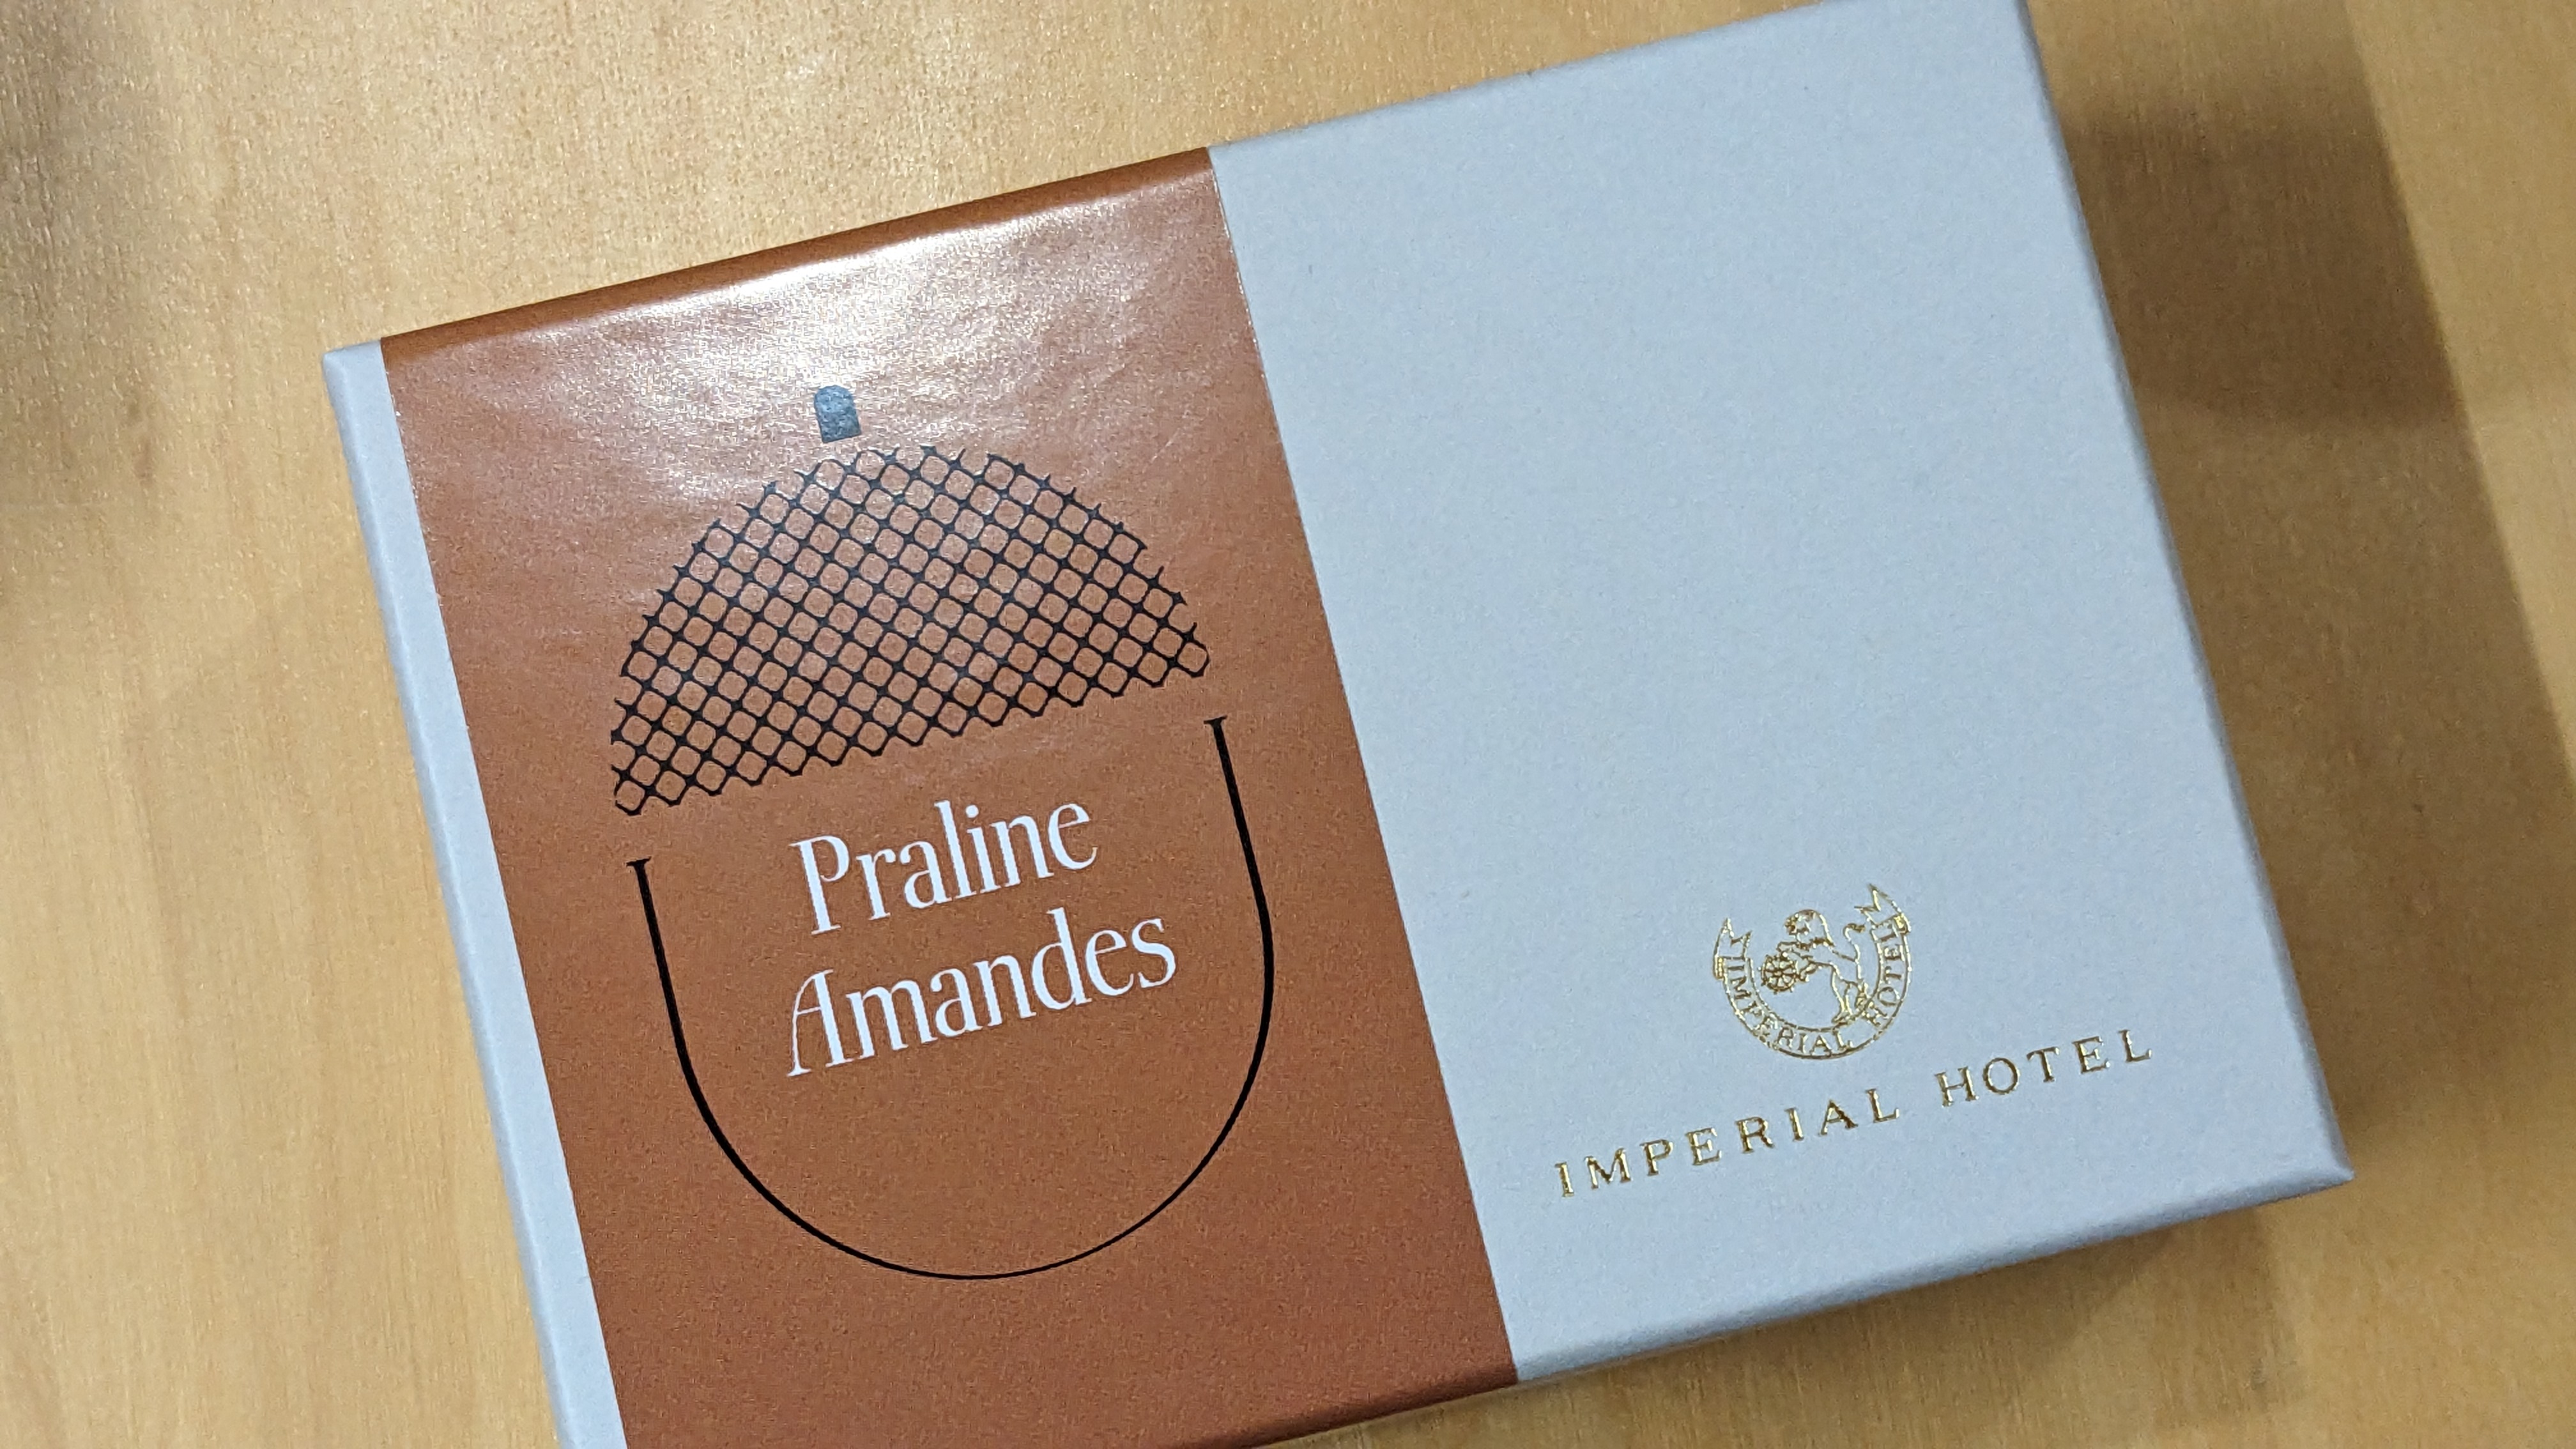 Praline
Amandes
IMPERIAL HOTEL
IMPERIAL HOTEL